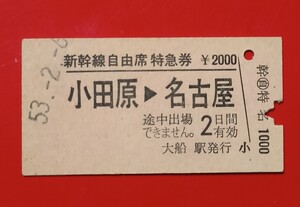 新幹線自由席特急券 ¥2000
小田原▶名古屋
途中出場できません。
2日間有効
大船 駅発行 小
53.-2.-6
1000